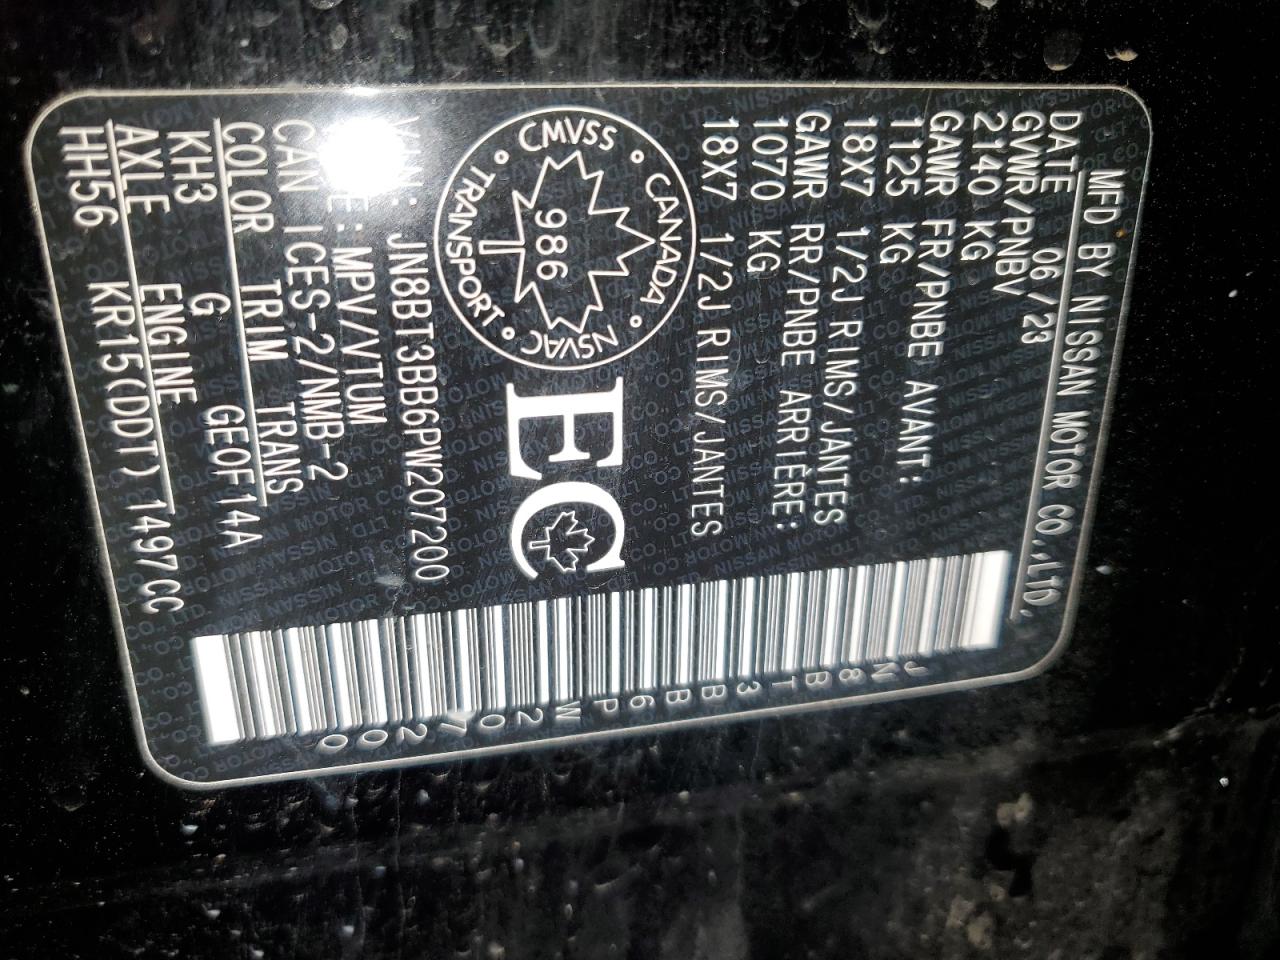 MFD BY NISSAN MOTOR CO.,LTD.
DATE 06/23
GVWR/PNBV
2140 KG
GAWR FR/PNBE AVANT:
1125 KG
18X7 1/2J RIMS/JANTES
GAWR RR/PNBE ARRIÈRE:
1070 KG
18X7 1/2J RIMS/JANTES
CMVSS • CANADA • NSVAC • TRANSPORT •
986
EC
JN8BT3BB6PW207200
:MPV/VTUM
CAN ICES-2/NMB-2
COLOR TRIM TRANS
KH3 G GE0F14A
AXLE ENGINE
HH56 KR15(DDT) 1497CC
JN8BT3BB6PW207200